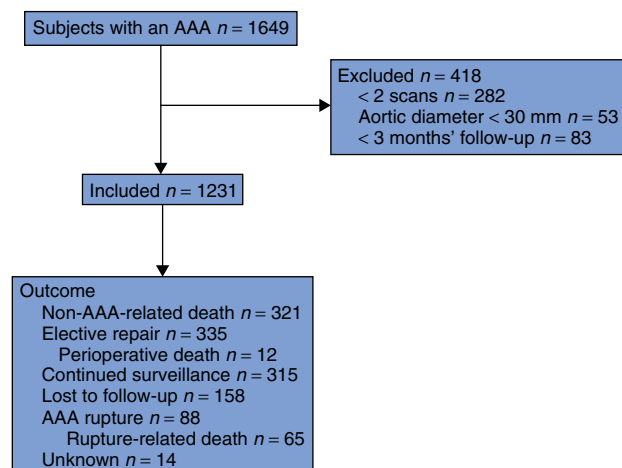 Subjects with an AAA n = 1649
Excluded n = 418
< 2 scans n = 282
Aortic diameter < 30 mm n = 53
< 3 months' follow-up n = 83
Included n = 1231
Outcome
Non-AAA-related death n = 321
Elective repair n = 335
Perioperative death n = 12
Continued surveillance n = 315
Lost to follow-up n = 158
AAA rupture n = 88
Rupture-related death n = 65
Unknown n = 14